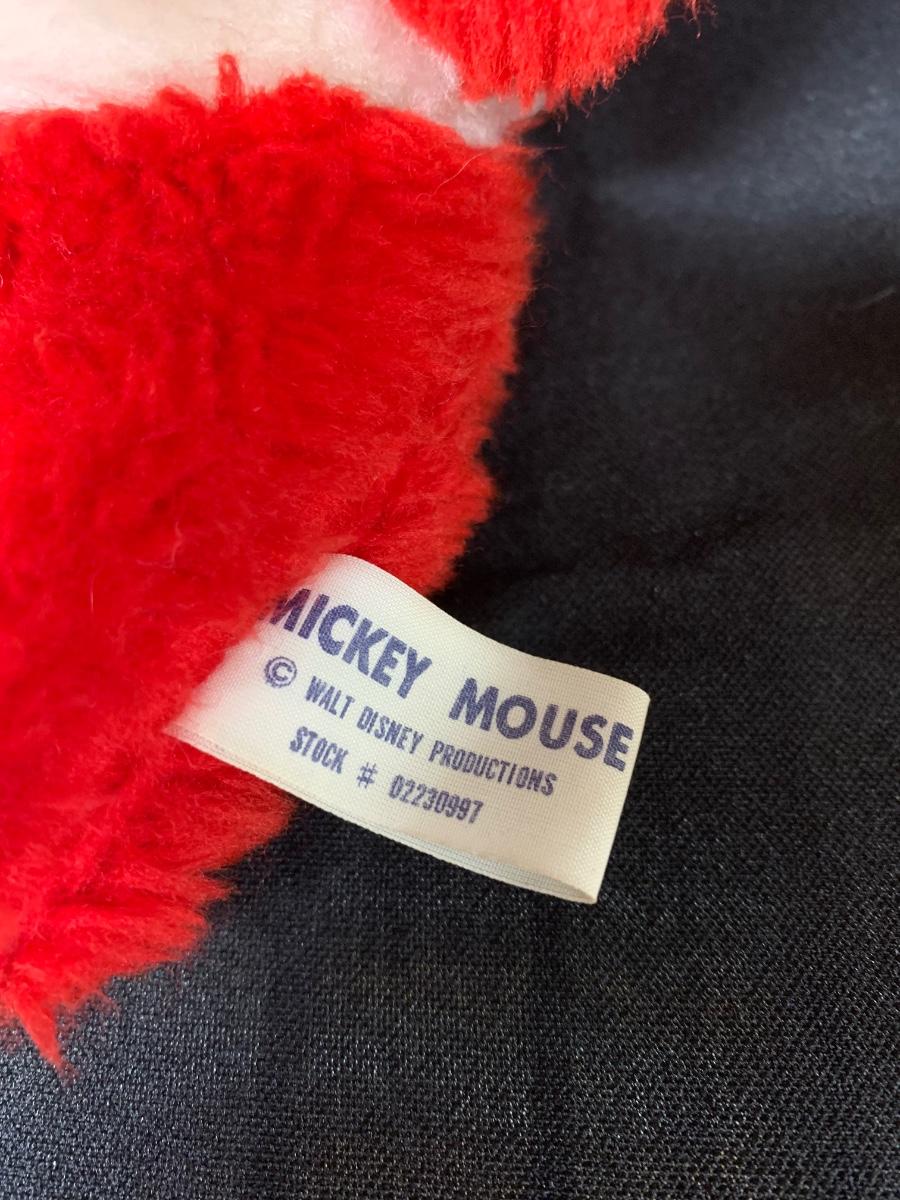 MICKEY MOUSE
© WALT DISNEY PRODUCTIONS
STOCK # 02230997